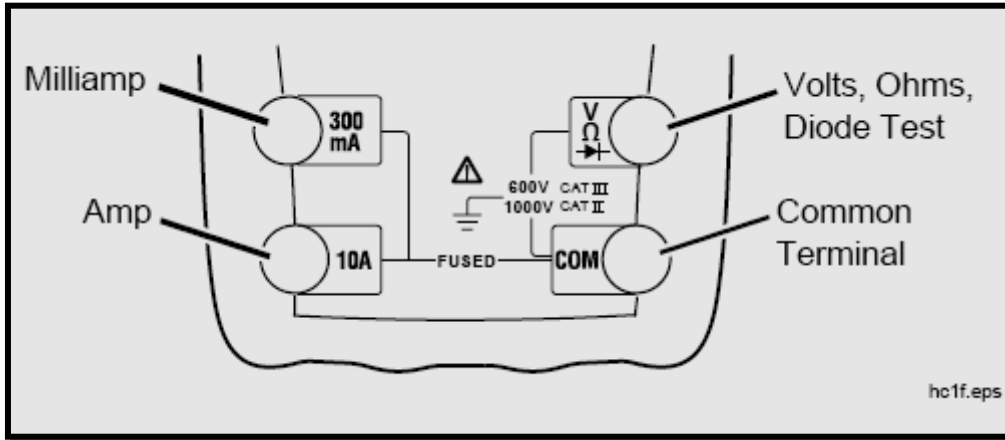 Milliamp
300
mA
Amp
10A
FUSED
600V CAT III
1000V CAT II
V
Ω
COM
Volts, Ohms,
Diode Test
Common
Terminal
hc1f.eps